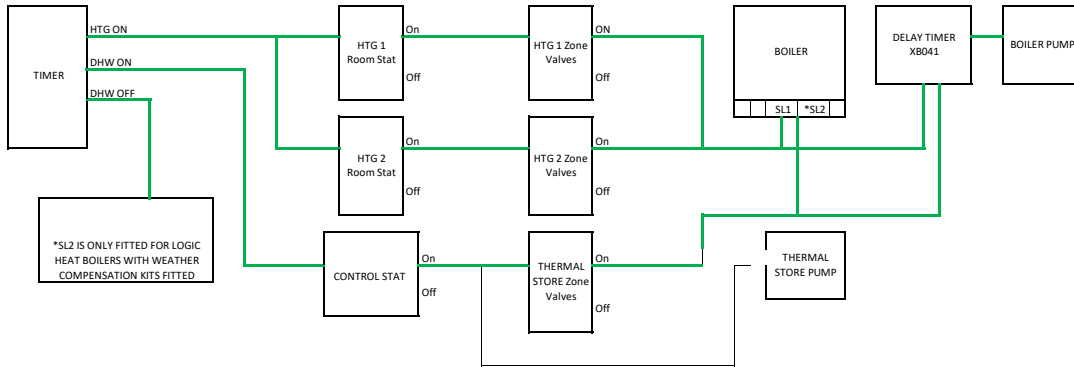 TIMER
HTG ON
DHW ON
DHW OFF
*SL2 IS ONLY FITTED FOR LOGIC
HEAT BOILERS WITH WEATHER
COMPENSATION KITS FITTED
HTG 1
Room Stat
On
Off
HTG 2
Room Stat
On
Off
CONTROL STAT
On
Off
HTG 1 Zone
Valves
ON
Off
HTG 2 Zone
Valves
On
Off
THERMAL
STORE Zone
Valves
On
Off
BOILER
SL1
*SL2
DELAY TIMER
XB041
BOILER PUMP
THERMAL
STORE PUMP